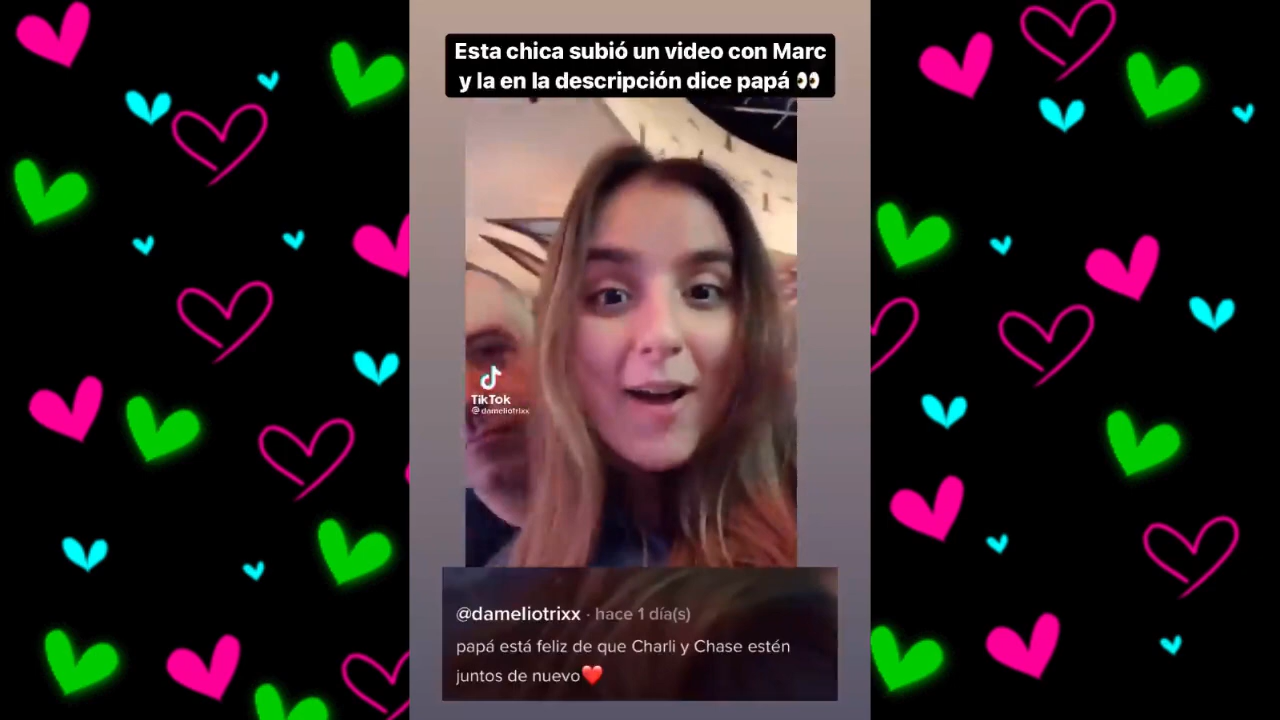 Esta chica subió un video con Marc
y la en la descripción dice papá 👀
TikTok
@dameliotrixx
@dameliotrixx · hace 1 día(s)
papá está feliz de que Charli y Chase estén
juntos de nuevo❤️